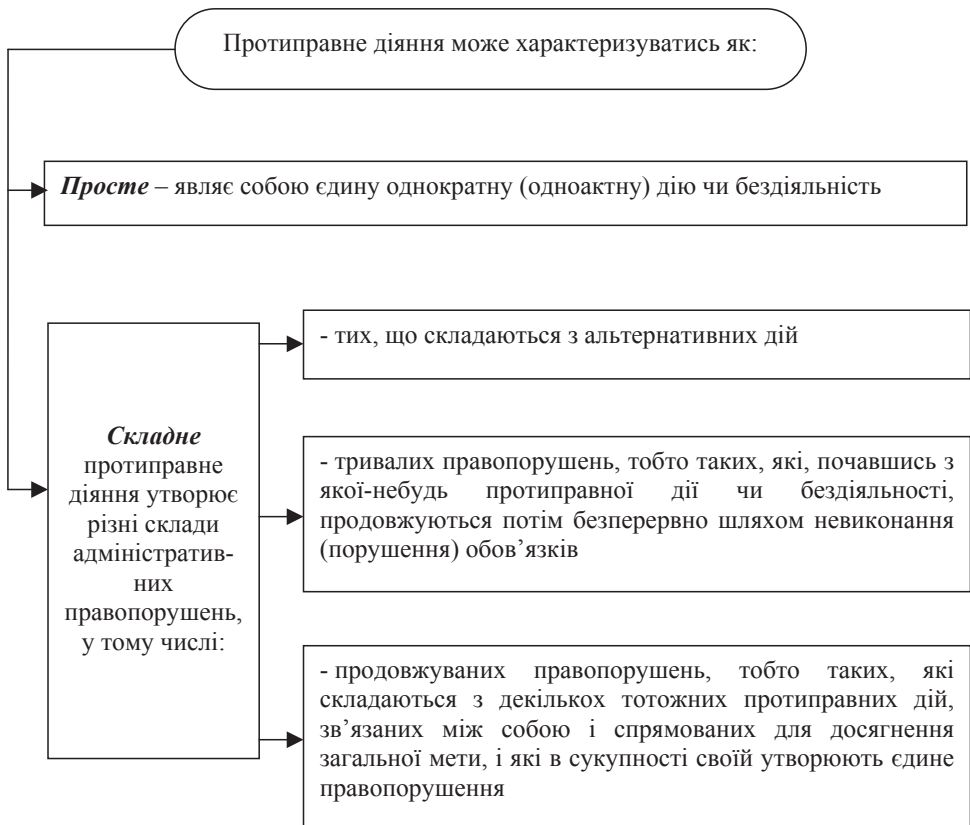 Протиправне діяння може характеризуватись як:
Просте – являє собою єдину однократну (одноактну) дію чи бездіяльність
Складне
протиправне
діяння утворює
різні склади
адміністратив-
них
правопорушень,
у тому числі:
- тих, що складаються з альтернативних дій
- тривалих правопорушень, тобто таких, які, почавшись з
якої-небудь протиправної дії чи бездіяльності,
продовжуються потім безперервно шляхом невиконання
(порушення) обов’язків
- продовжуваних правопорушень, тобто таких, які
складаються з декількох тотожних протиправних дій,
зв’язаних між собою і спрямованих для досягнення
загальної мети, і які в сукупності своїй утворюють єдине
правопорушення